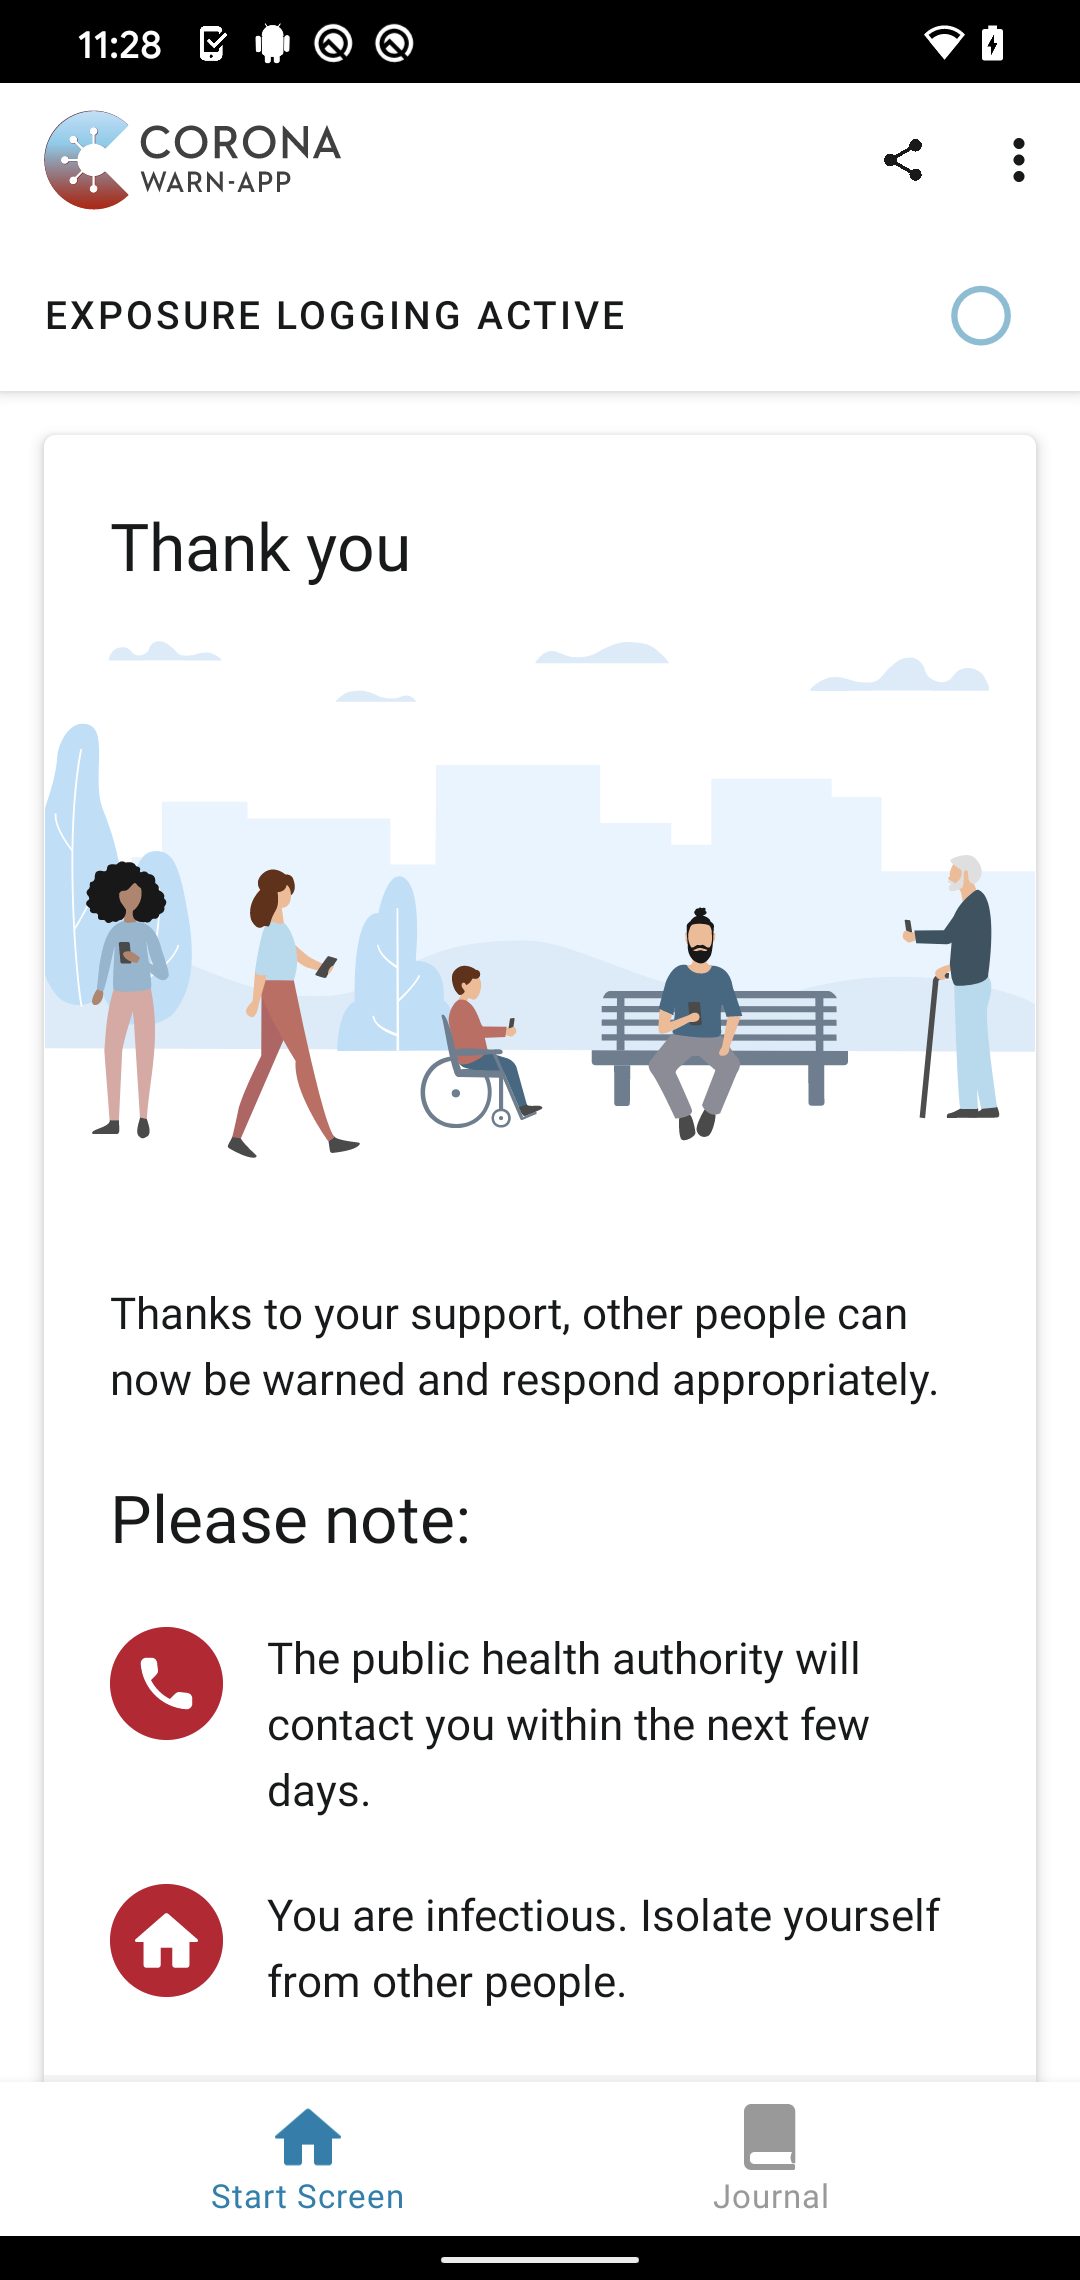 11:28
CORONA
WARN-APP
EXPOSURE LOGGING ACTIVE
Thank you
Thanks to your support, other people can
now be warned and respond appropriately.
Please note:
The public health authority will
contact you within the next few
days.
You are infectious. Isolate yourself
from other people.
Start Screen
Journal